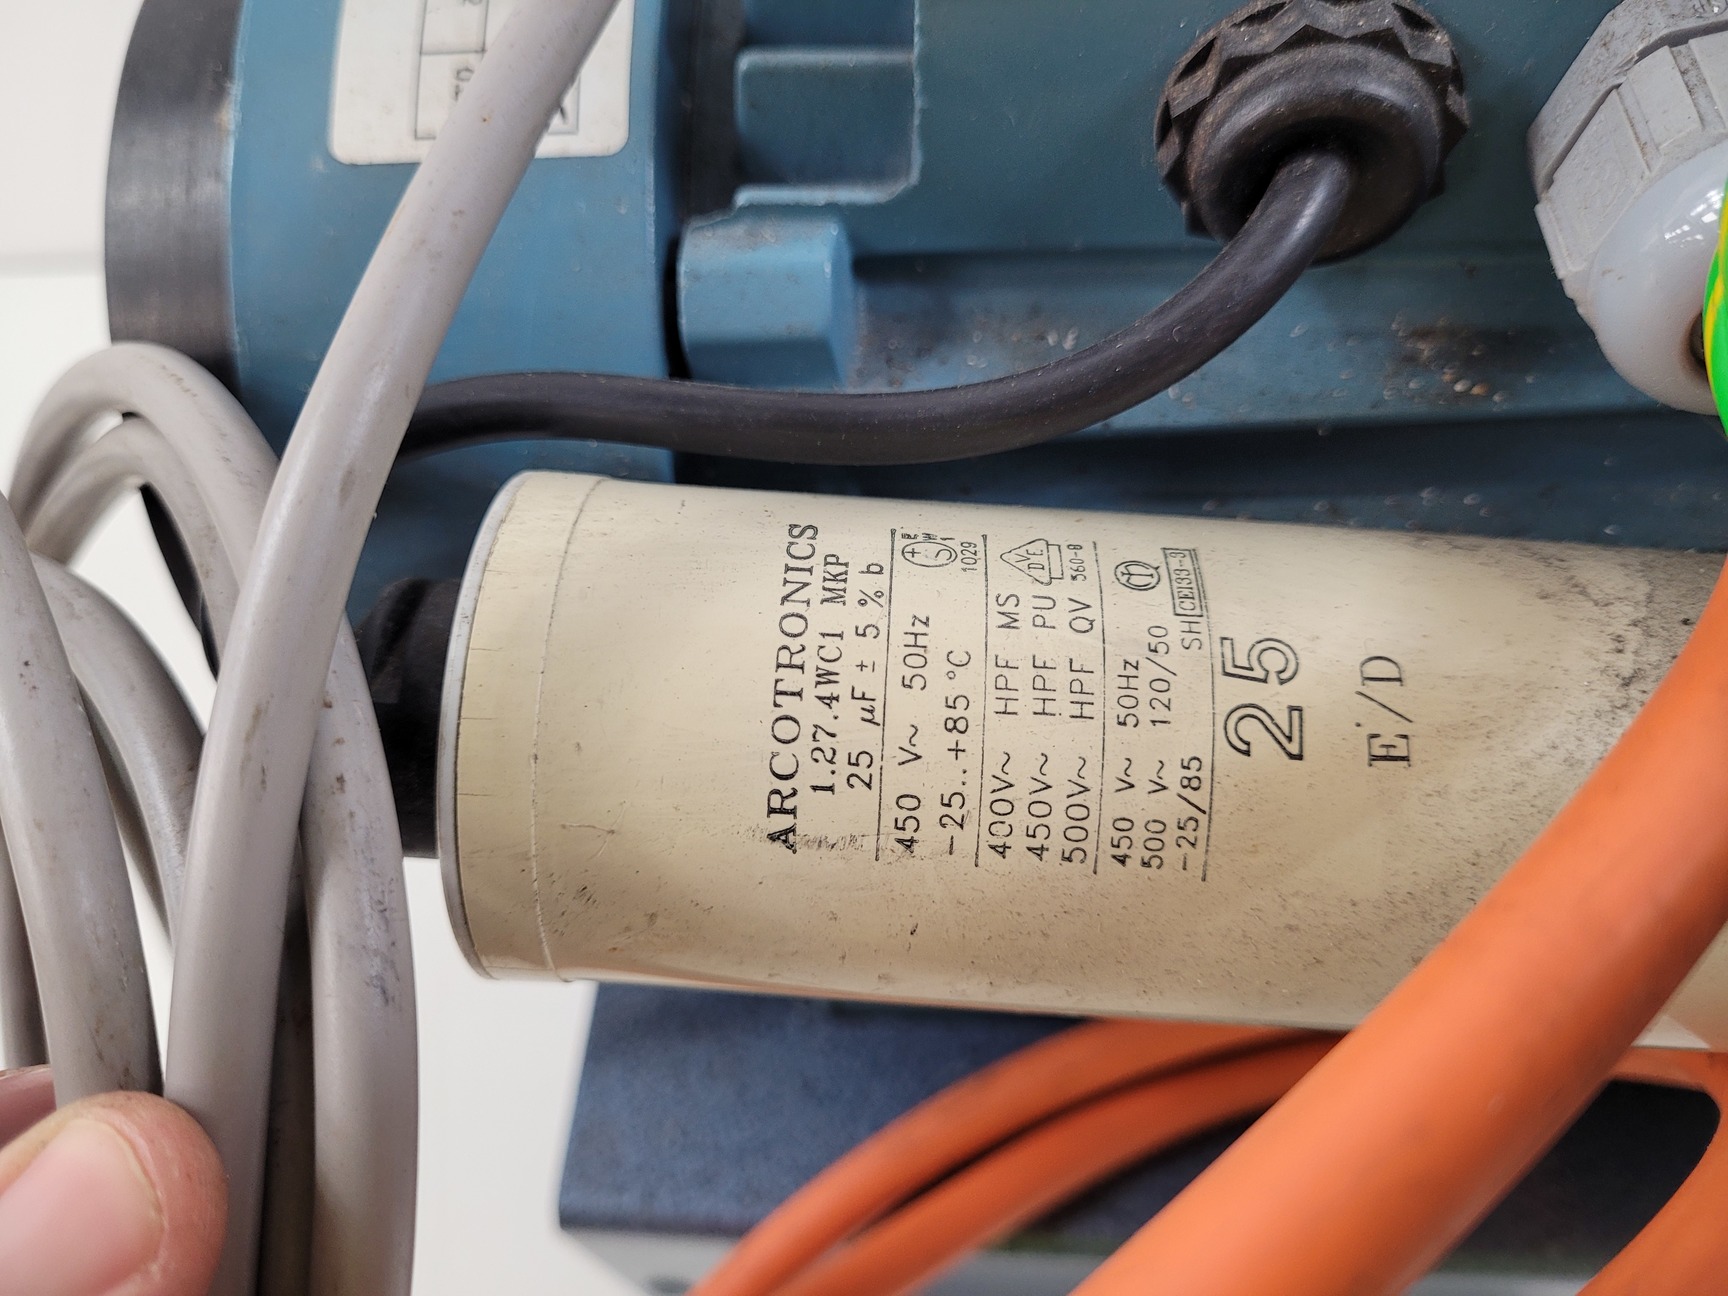 ARCOTRONICS
1.27.4WC1 MKP
25 µF ± 5 % b
450 V~ 50Hz
-25..+85 °C
1029
400V~ HPF MS
450V~ HPF PU
500V~ HPF QV
DVE
560-8
450 V~ 50Hz
500 V~ 120/50
-25/85 SH CEI33-3
25
E/D